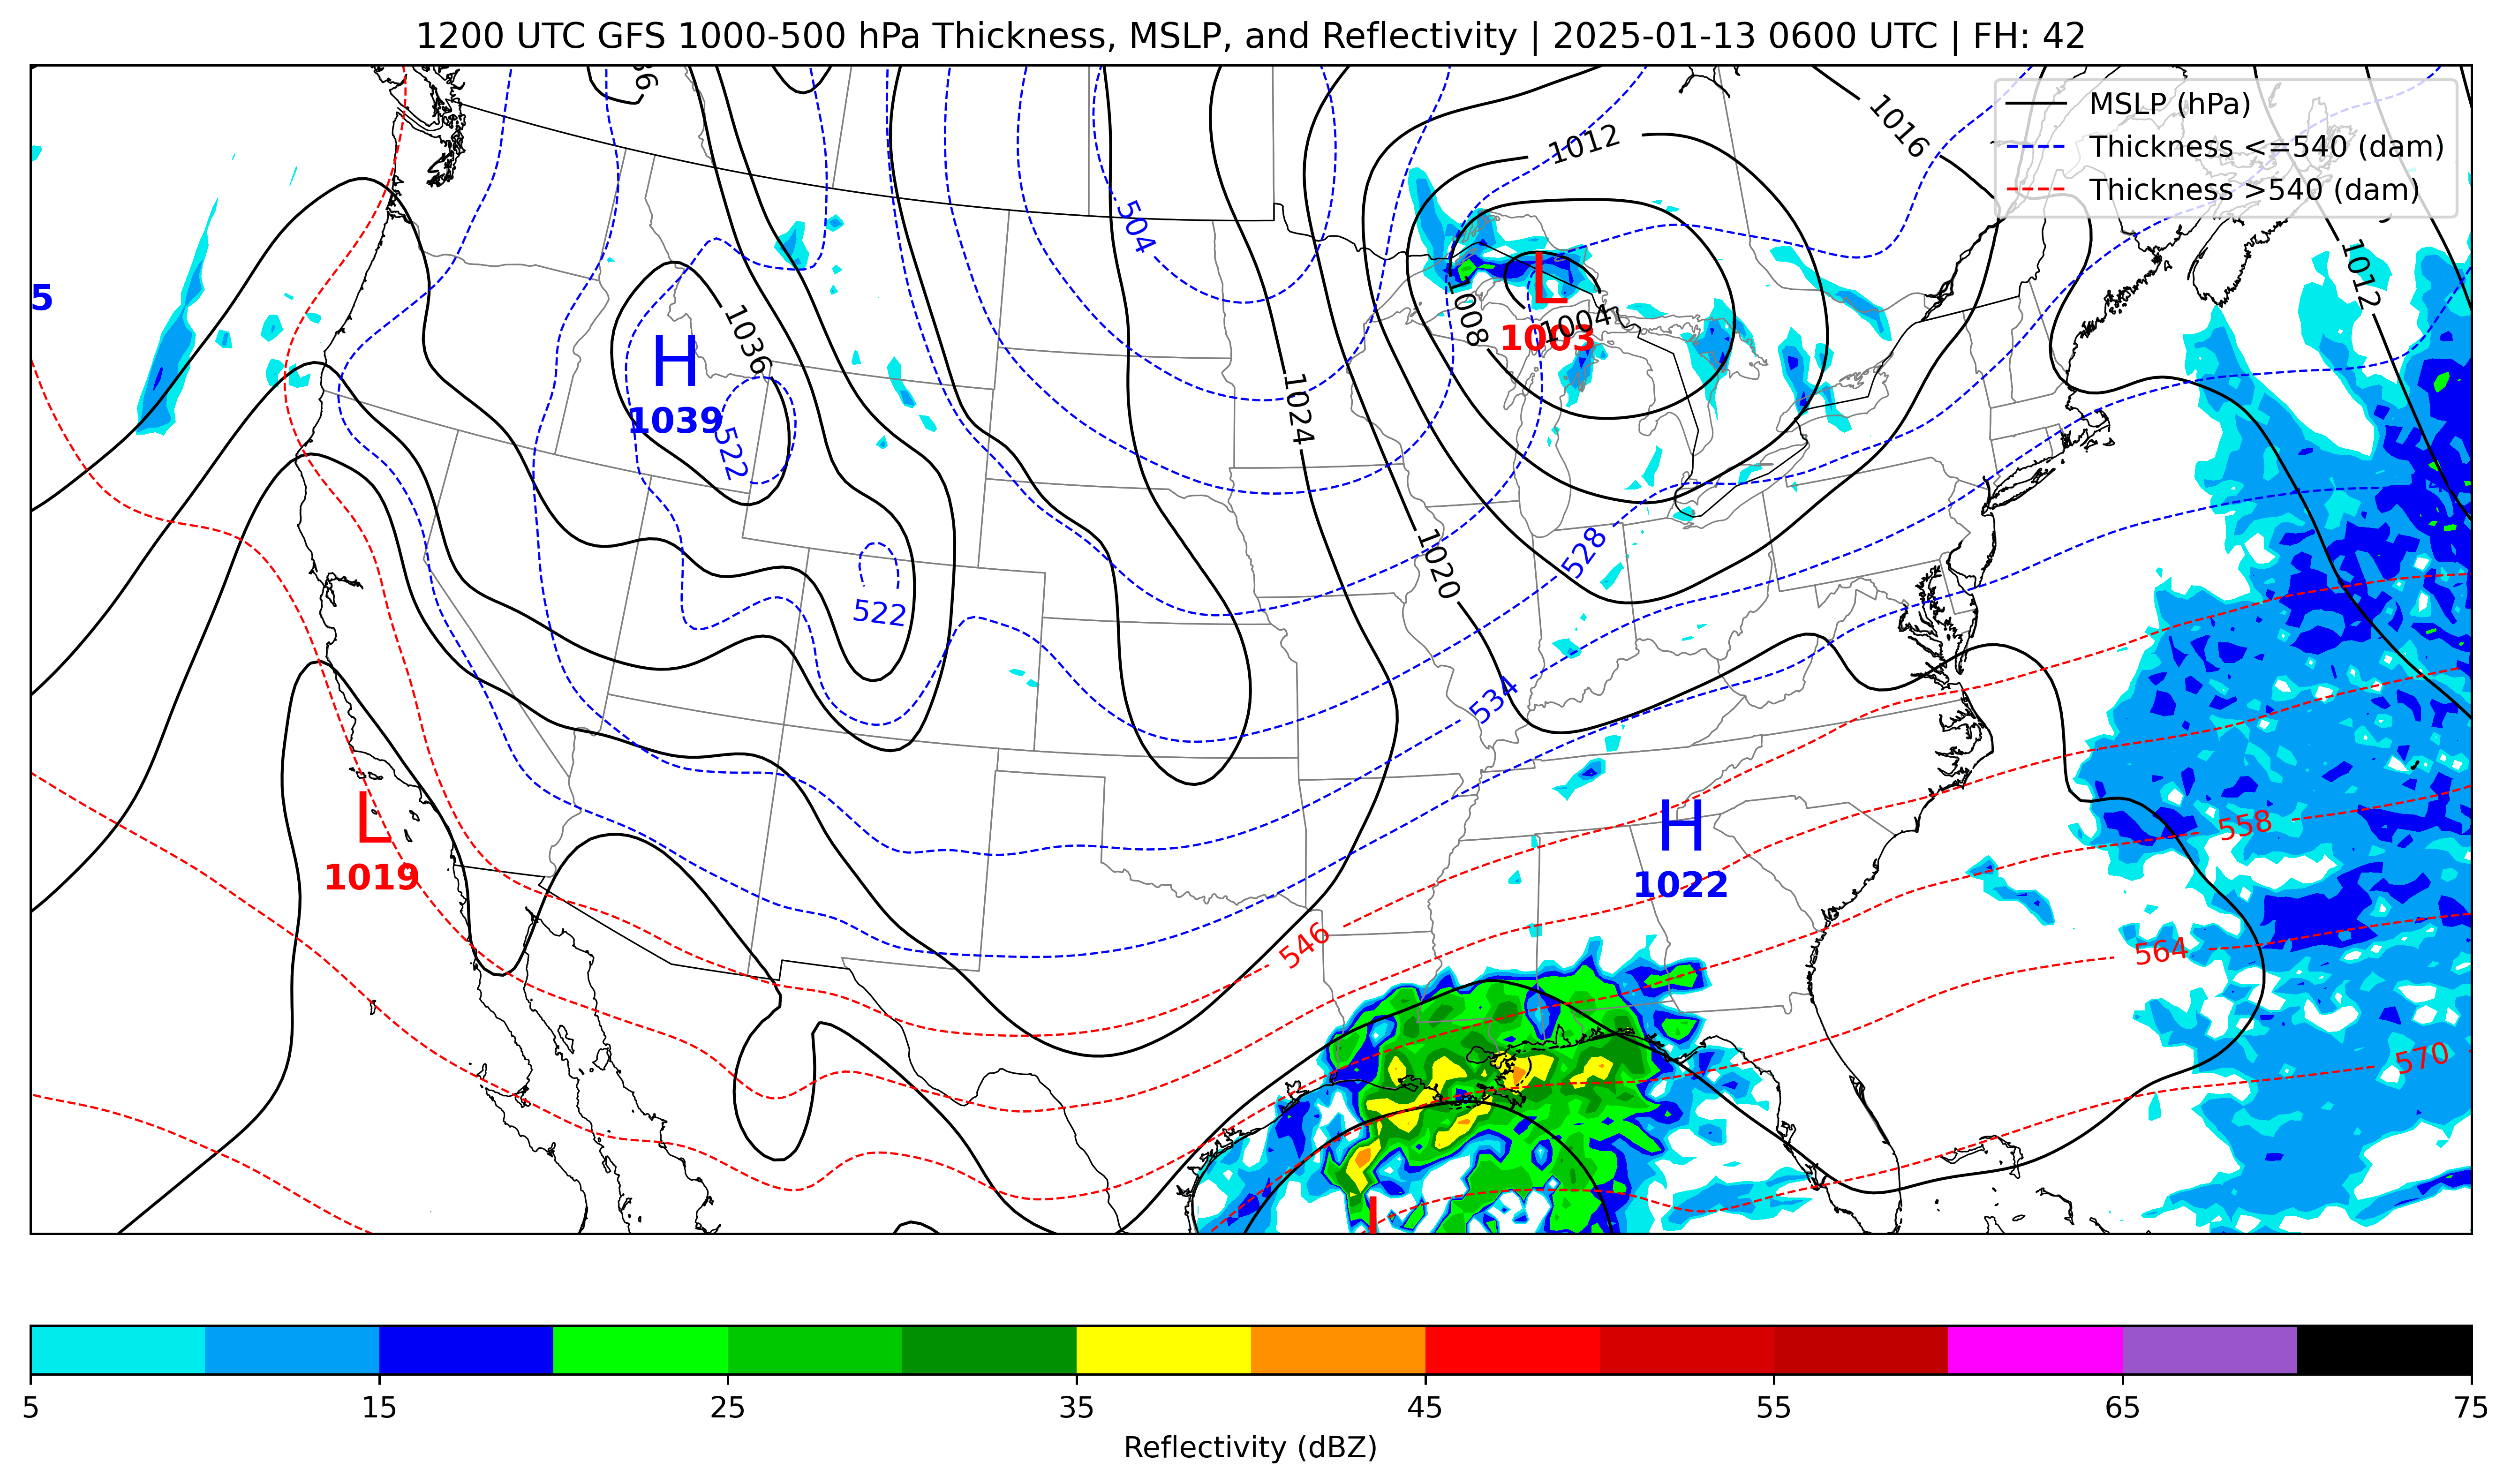 1200 UTC GFS 1000-500 hPa Thickness, MSLP, and Reflectivity | 2025-01-13 0600 UTC | FH: 42
MSLP (hPa)
Thickness <=540 (dam)
Thickness >540 (dam)
1016
1012
1012
504
5
L
1003
1004
1008
1036
H
1039
522
1024
1020
528
522
534
L
1019
H
1022
558
546
564
570
L
5 15 25 35 45 55 65 75
Reflectivity (dBZ)